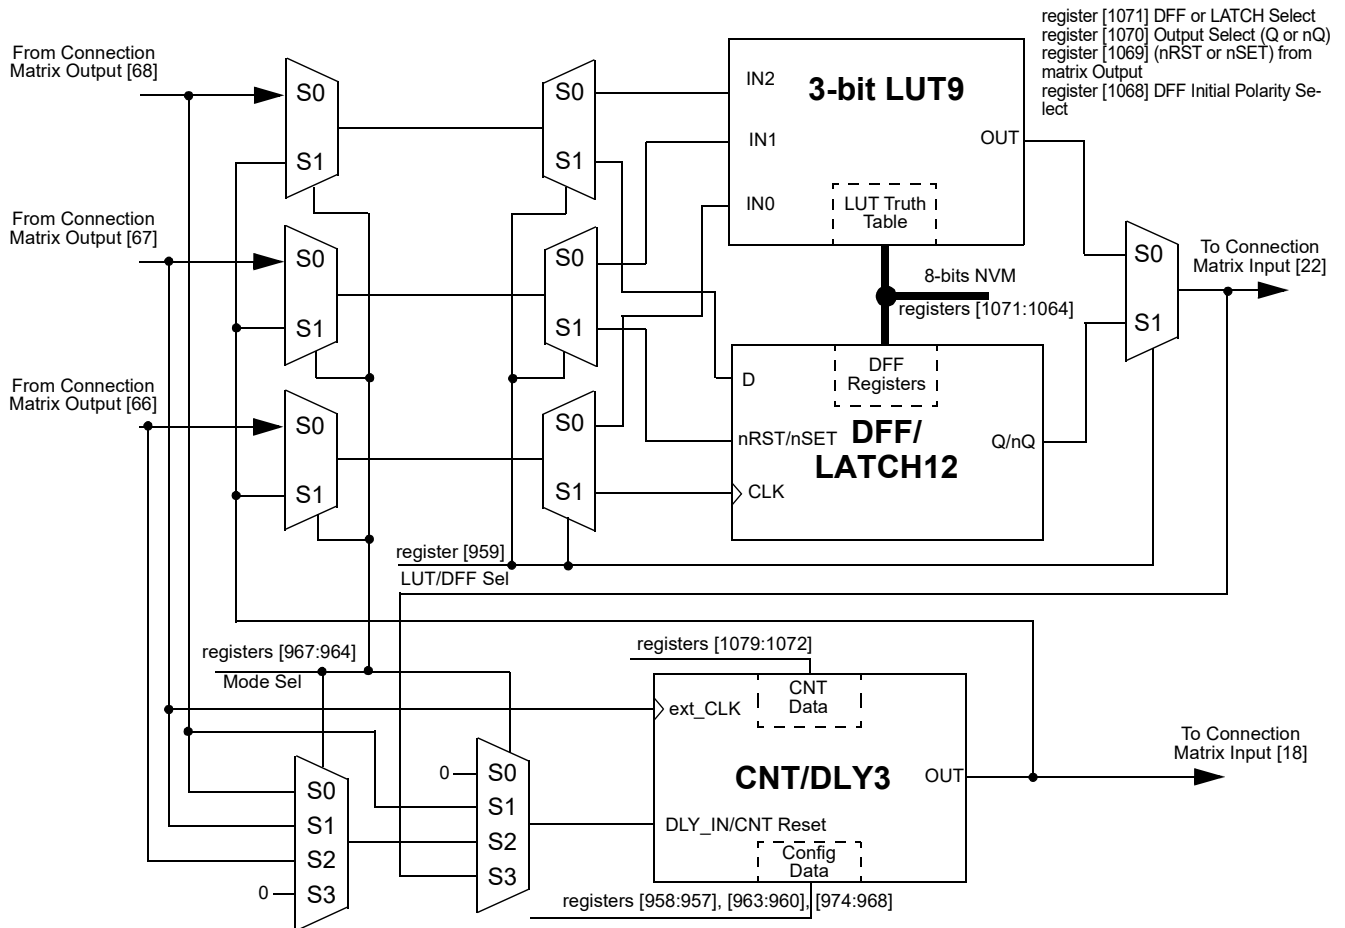 register [1071] DFF or LATCH Select
register [1070] Output Select (Q or nQ)
register [1069] (nRST or nSET) from
matrix Output
register [1068] DFF Initial Polarity Se-
lect
From Connection
Matrix Output [68]
S0
S1
S0
S1
IN2
IN1
IN0
3-bit LUT9
OUT
LUT Truth
Table
From Connection
Matrix Output [67]
S0
S1
S0
S1
8-bits NVM
registers [1071:1064]
S0
S1
To Connection
Matrix Input [22]
From Connection
Matrix Output [66]
S0
S1
S0
S1
D
nRST/nSET
CLK
DFF
Registers
DFF/
LATCH12
Q/nQ
register [959]
LUT/DFF Sel
registers [967:964]
Mode Sel
registers [1079:1072]
CNT
Data
ext_CLK
CNT/DLY3
OUT
DLY_IN/CNT Reset
Config
Data
To Connection
Matrix Input [18]
0
S0
S1
S2
S3
S0
S1
S2
S3
0
registers [958:957], [963:960], [974:968]